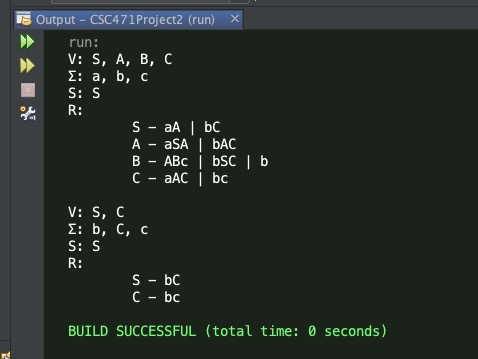 Output – CSC471Project2 (run)
run:
V: S, A, B, C
Σ: a, b, c
S: S
R:
S – aA | bC
A – aSA | bAC
B – ABc | bSC | b
C – aAC | bc
V: S, C
Σ: b, C, c
S: S
R:
S – bC
C – bc
BUILD SUCCESSFUL (total time: 0 seconds)